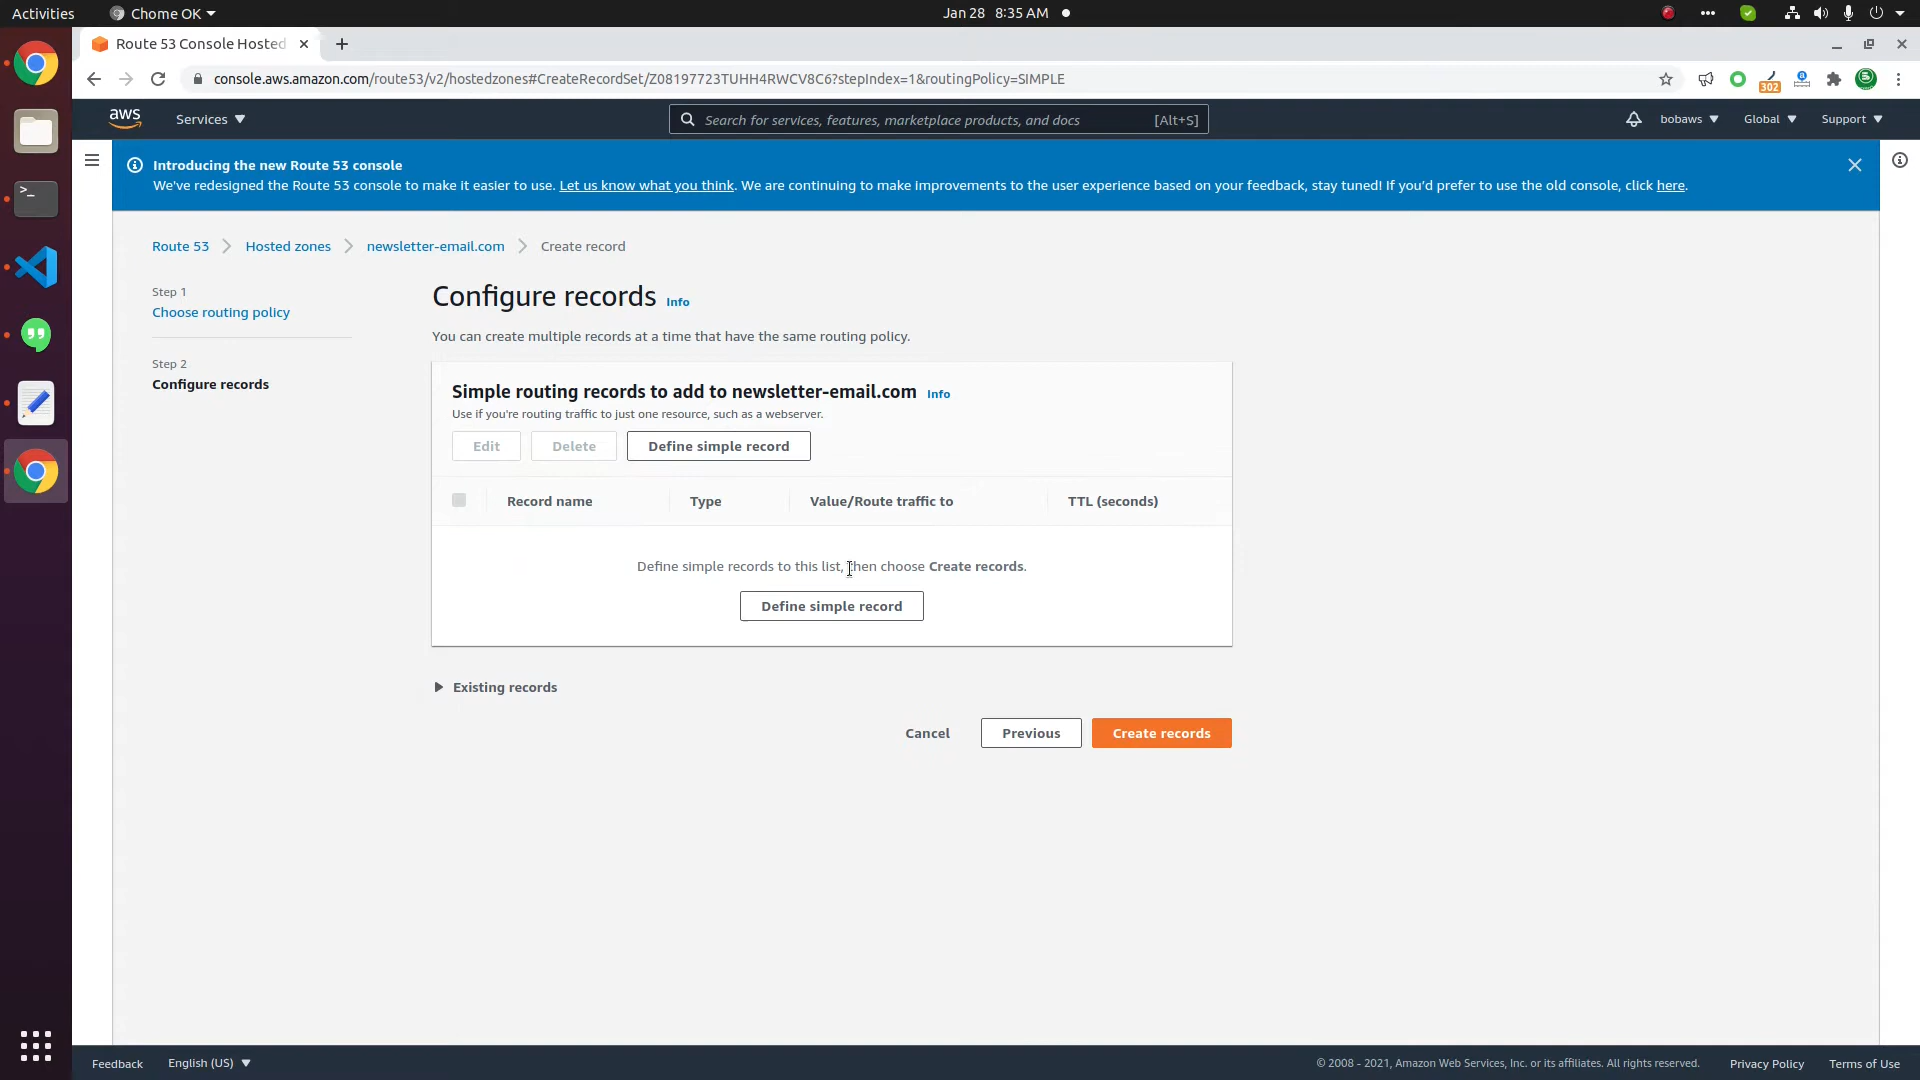 Activities
Chome OK
Jan 28 8:35 AM
Route 53 Console Hosted
console.aws.amazon.com/route53/v2/hostedzones#CreateRecordSet/Z08197723TUHH4RWCV8C6?stepIndex=1&routingPolicy=SIMPLE
302
aws
Services
Search for services, features, marketplace products, and docs
[Alt+S]
bobaws
Global
Support
Introducing the new Route 53 console
We've redesigned the Route 53 console to make it easier to use. Let us know what you think. We are continuing to make improvements to the user experience based on your feedback, stay tuned! If you'd prefer to use the old console, click here.
Route 53
Hosted zones
newsletter-email.com
Create record
Step 1
Choose routing policy
Step 2
Configure records
Configure records Info
You can create multiple records at a time that have the same routing policy.
Simple routing records to add to newsletter-email.com Info
Use if you're routing traffic to just one resource, such as a webserver.
Edit
Delete
Define simple record
Record name
Type
Value/Route traffic to
TTL (seconds)
Define simple records to this list, then choose Create records.
Define simple record
Existing records
Cancel
Previous
Create records
Feedback
English (US)
© 2008 - 2021, Amazon Web Services, Inc. or its affiliates. All rights reserved.
Privacy Policy
Terms of Use